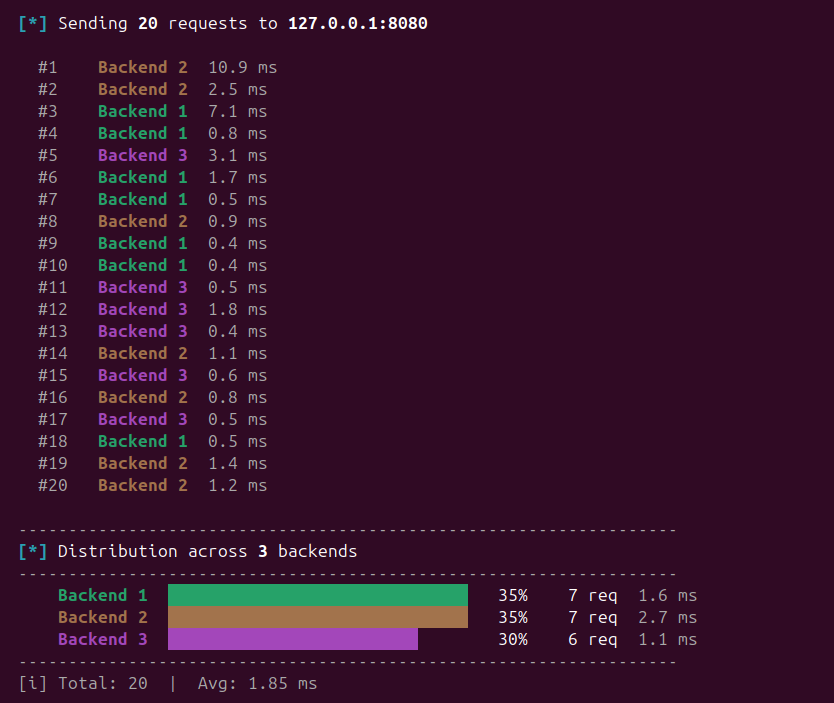 [*] Sending 20 requests to 127.0.0.1:8080
#1 Backend 2 10.9 ms
#2 Backend 2 2.5 ms
#3 Backend 1 7.1 ms
#4 Backend 1 0.8 ms
#5 Backend 3 3.1 ms
#6 Backend 1 1.7 ms
#7 Backend 1 0.5 ms
#8 Backend 2 0.9 ms
#9 Backend 1 0.4 ms
#10 Backend 1 0.4 ms
#11 Backend 3 0.5 ms
#12 Backend 3 1.8 ms
#13 Backend 3 0.4 ms
#14 Backend 2 1.1 ms
#15 Backend 3 0.6 ms
#16 Backend 2 0.8 ms
#17 Backend 3 0.5 ms
#18 Backend 1 0.5 ms
#19 Backend 2 1.4 ms
#20 Backend 2 1.2 ms
------------------------------------------------------------------
[*] Distribution across 3 backends
------------------------------------------------------------------
Backend 1 35% 7 req 1.6 ms
Backend 2 35% 7 req 2.7 ms
Backend 3 30% 6 req 1.1 ms
------------------------------------------------------------------
[i] Total: 20 | Avg: 1.85 ms